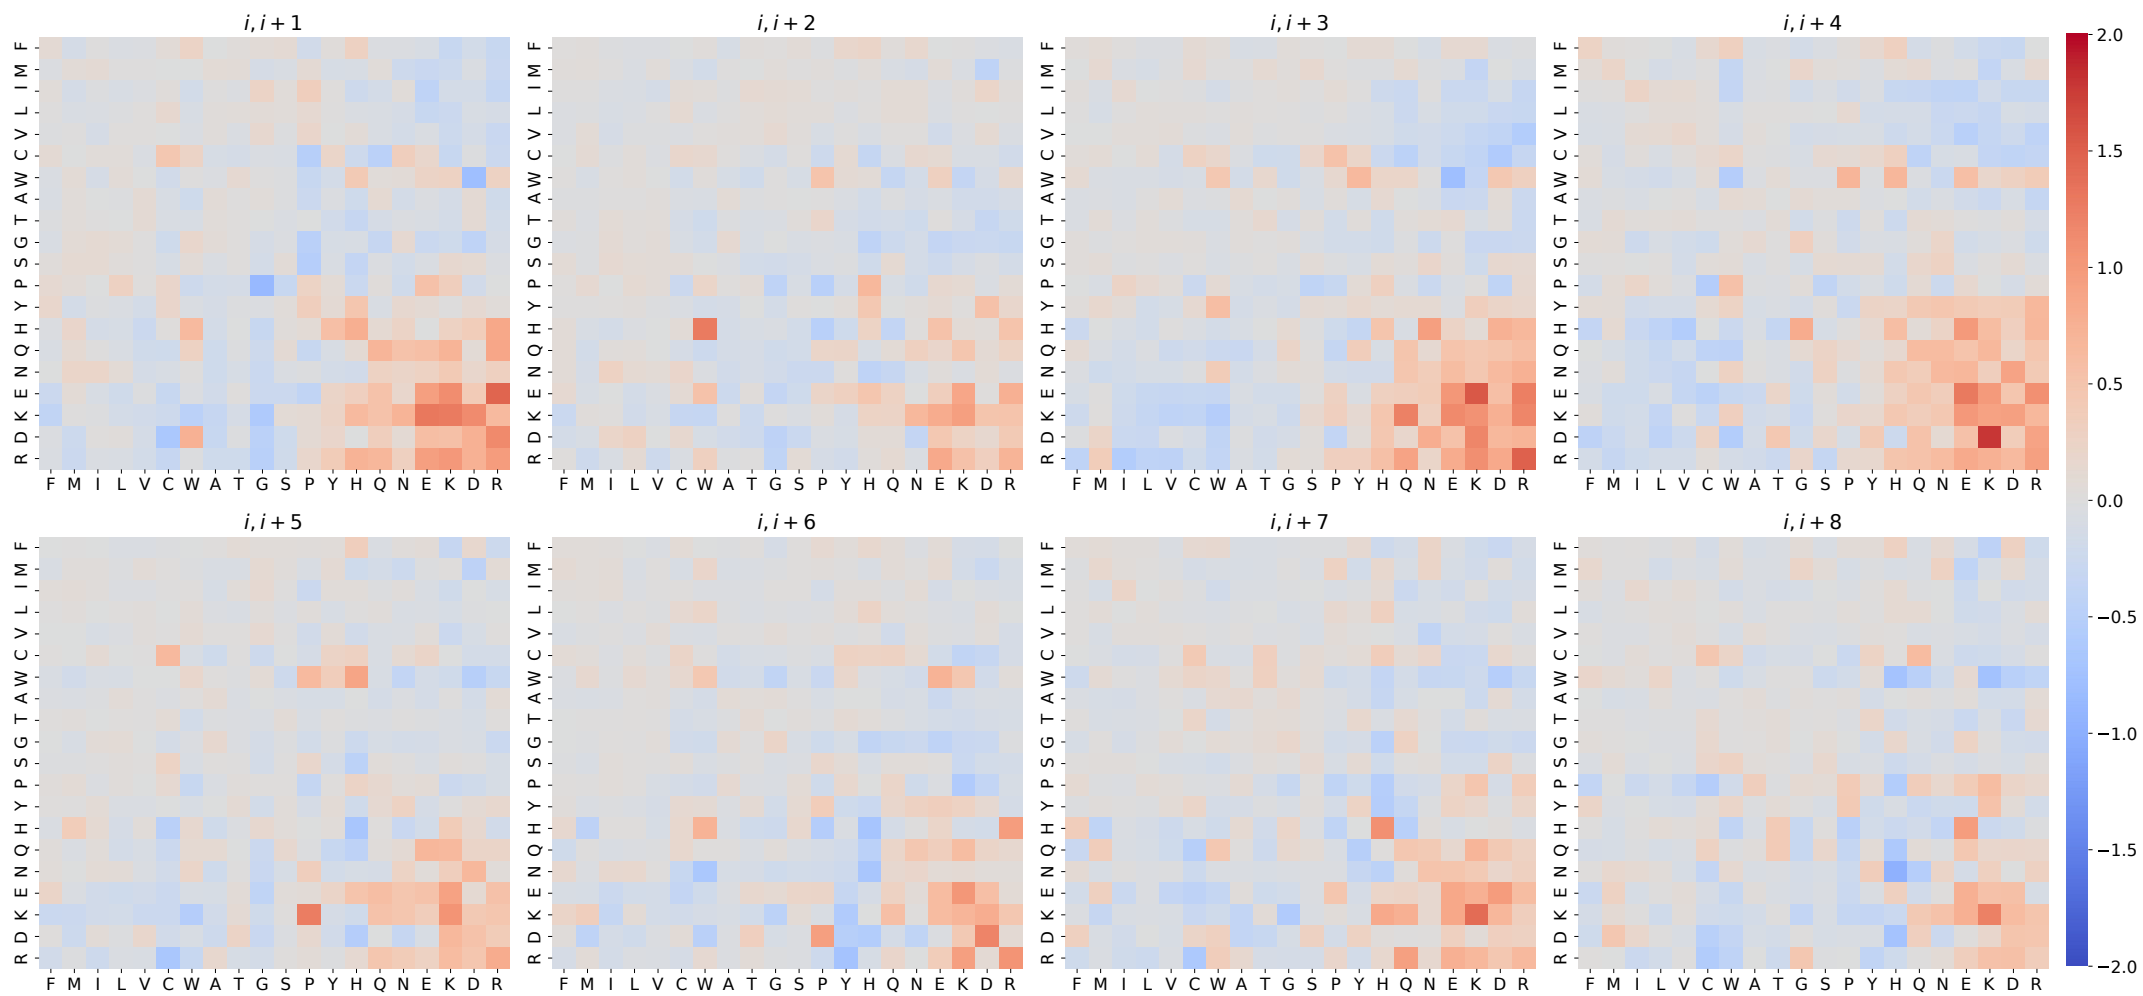 i, i + 1
i, i + 2
i, i + 3
i, i + 4
F M I L V C W A T G S P Y H Q N E K D R
F M I L V C W A T G S P Y H Q N E K D R
F M I L V C W A T G S P Y H Q N E K D R
F M I L V C W A T G S P Y H Q N E K D R
F M I L V C W A T G S P Y H Q N E K D R
F M I L V C W A T G S P Y H Q N E K D R
F M I L V C W A T G S P Y H Q N E K D R
F M I L V C W A T G S P Y H Q N E K D R
i, i + 5
i, i + 6
i, i + 7
i, i + 8
F M I L V C W A T G S P Y H Q N E K D R
F M I L V C W A T G S P Y H Q N E K D R
F M I L V C W A T G S P Y H Q N E K D R
F M I L V C W A T G S P Y H Q N E K D R
F M I L V C W A T G S P Y H Q N E K D R
F M I L V C W A T G S P Y H Q N E K D R
F M I L V C W A T G S P Y H Q N E K D R
F M I L V C W A T G S P Y H Q N E K D R
2.0
1.5
1.0
0.5
0.0
−0.5
−1.0
−1.5
−2.0